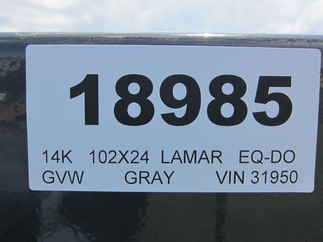 18985
14K 102X24 LAMAR EQ-DO
GVW GRAY VIN 31950